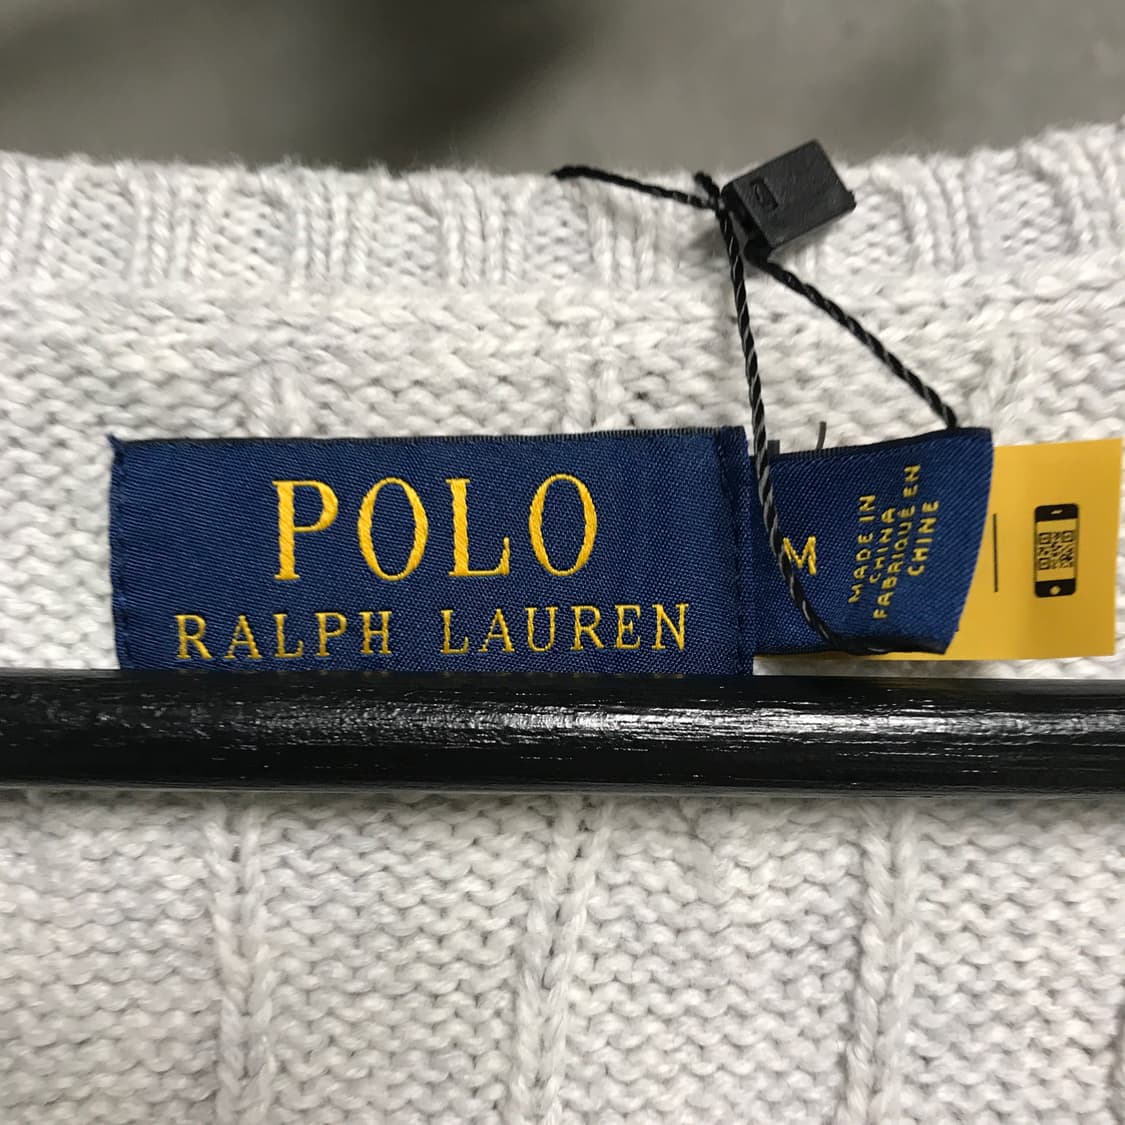 POLO
RALPH LAUREN
M
MADE IN
CHINA
FABRIQUÉ EN
CHINE